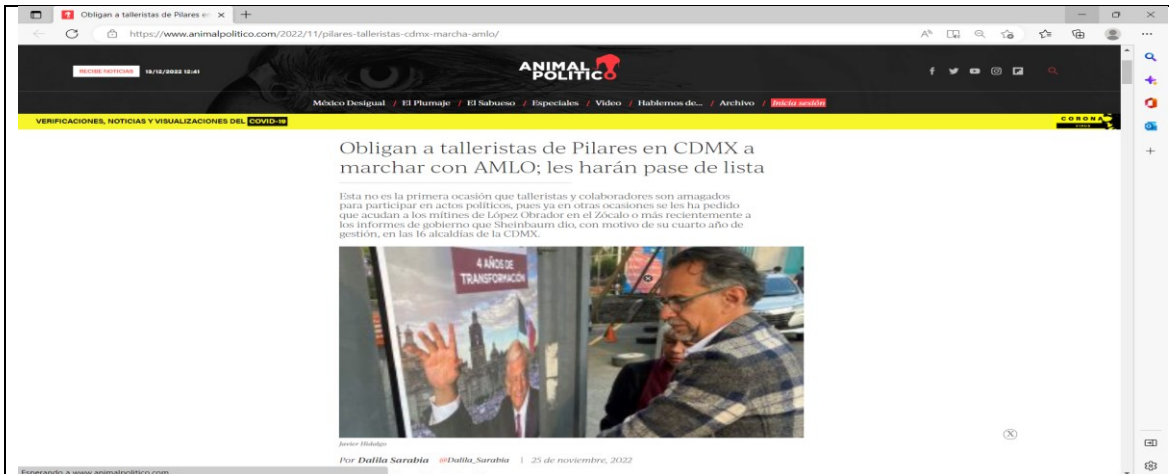 Obligan a talleristas de Pilares en
https://www.animalpolitico.com/2022/11/pilares-talleristas-cdmx-marcha-amlo/
RECIBE NOTICIAS 18/12/2022 12:41
ANIMAL
POLÍTICO
México Desigual / El Plumaje / El Sabueso / Especiales / Video / Hablemos de... / Archivo / Inicia sesión
VERIFICACIONES, NOTICIAS Y VISUALIZACIONES DEL COVID-19
CORONA
Obligan a talleristas de Pilares en CDMX a
marchar con AMLO; les harán pase de lista
Esta no es la primera ocasión que talleristas y colaboradores son amagados
para participar en actos políticos, pues ya en otras ocasiones se les ha pedido
que acudan a los mítines de López Obrador en el Zócalo o más recientemente a
los informes de gobierno que Sheinbaum dio, con motivo de su cuarto año de
gestión, en las 16 alcaldías de la CDMX.
4 AÑOS DE
TRANSFORMACIÓN
Javier Hidalgo
Por Dalila Sarabia @Dalila_Sarabia | 25 de noviembre, 2022
Esperando a www.animalpolitico.com